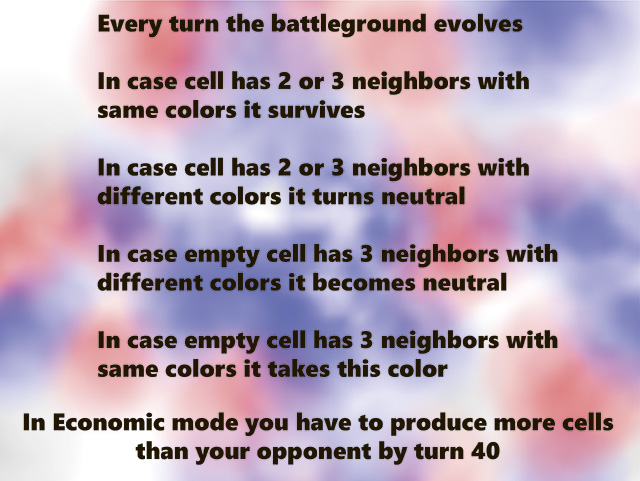 Every turn the battleground evolves
In case cell has 2 or 3 neighbors with
same colors it survives
In case cell has 2 or 3 neighbors with
different colors it turns neutral
In case empty cell has 3 neighbors with
different colors it becomes neutral
In case empty cell has 3 neighbors with
same colors it takes this color
In Economic mode you have to produce more cells
than your opponent by turn 40